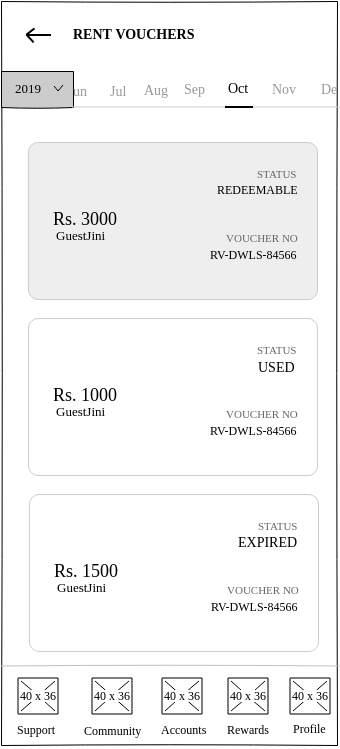 RENT VOUCHERS
2019 un Jul Aug Sep Oct Nov De
STATUS
REDEEMABLE
Rs. 3000
GuestJini
VOUCHER NO
RV-DWLS-84566
STATUS
USED
Rs. 1000
GuestJini
VOUCHER NO
RV-DWLS-84566
STATUS
EXPIRED
Rs. 1500
GuestJini
VOUCHER NO
RV-DWLS-84566
40 x 36 40 x 36 40 x 36 40 x 36 40 x 36
Support Community Accounts Rewards Profile